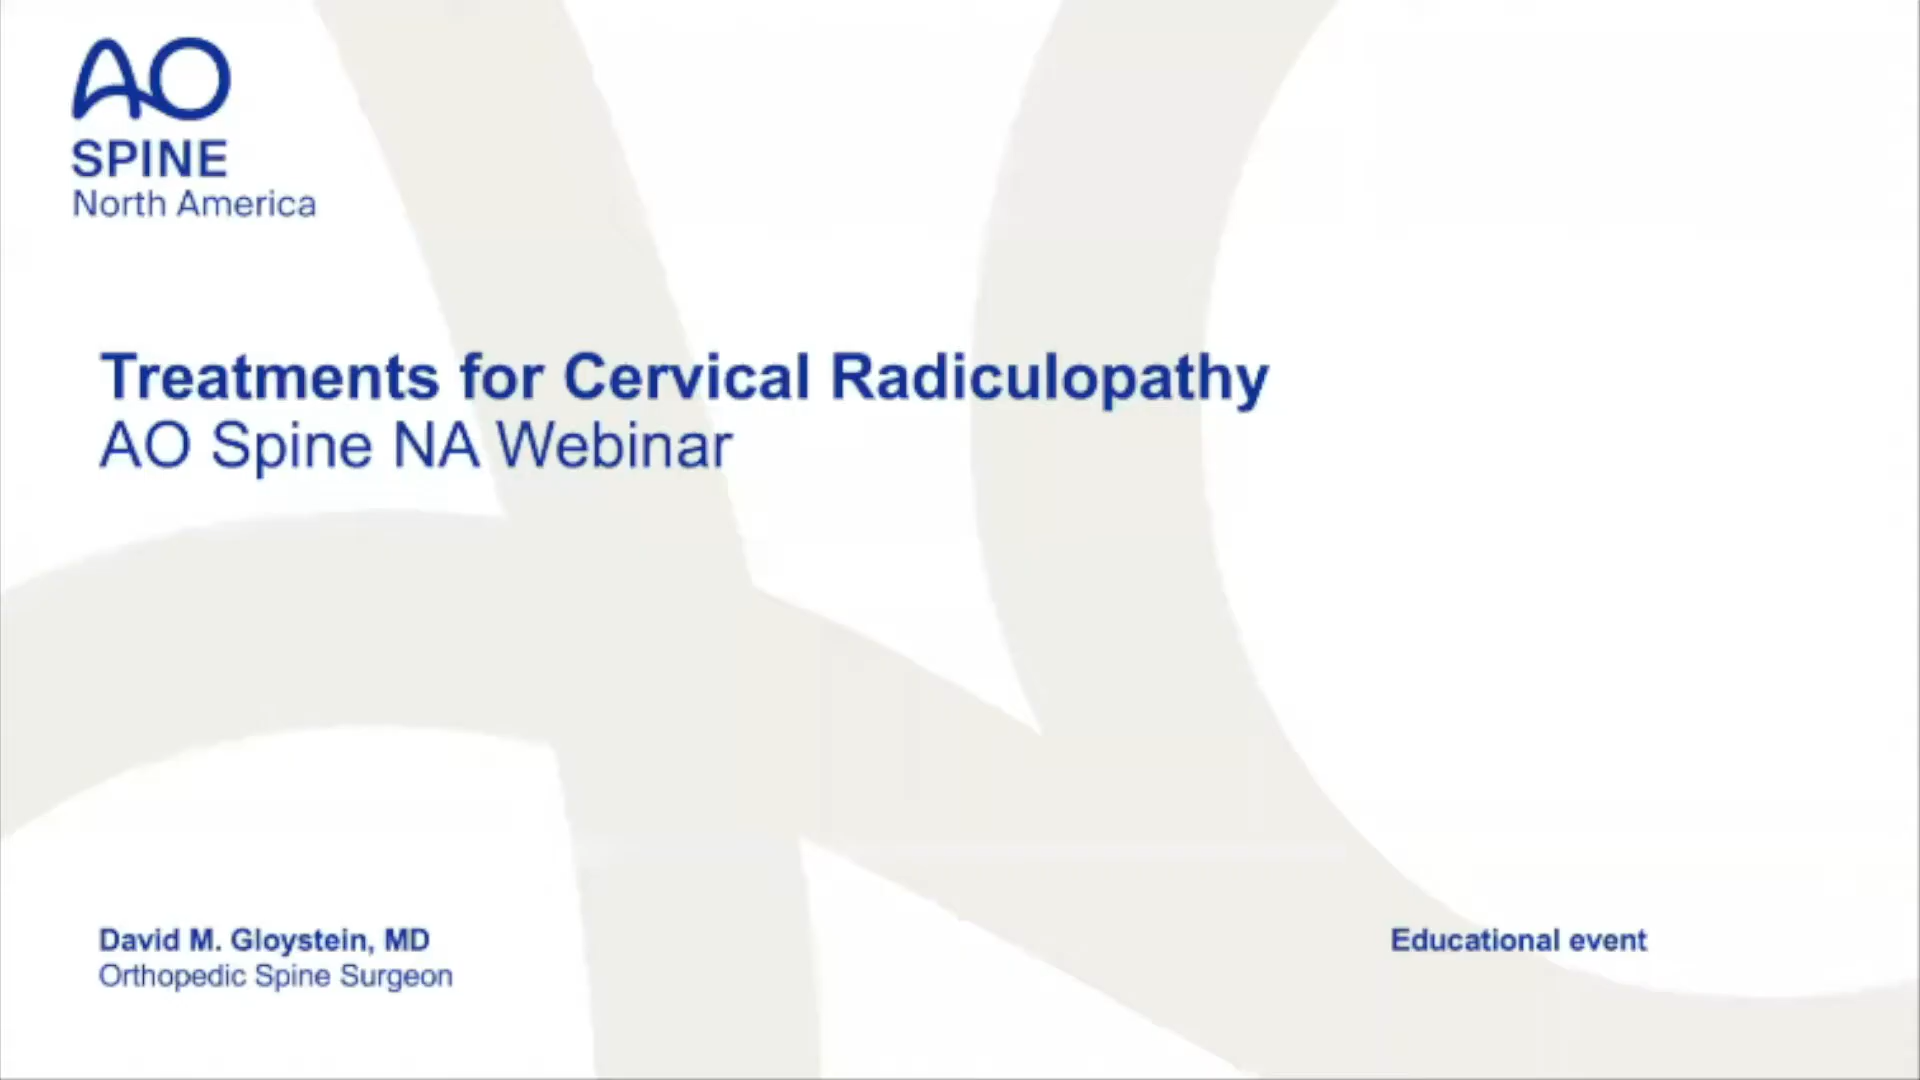 AO
SPINE
North America
Treatments for Cervical Radiculopathy
AO Spine NA Webinar
David M. Gloystein, MD
Orthopedic Spine Surgeon
Educational event